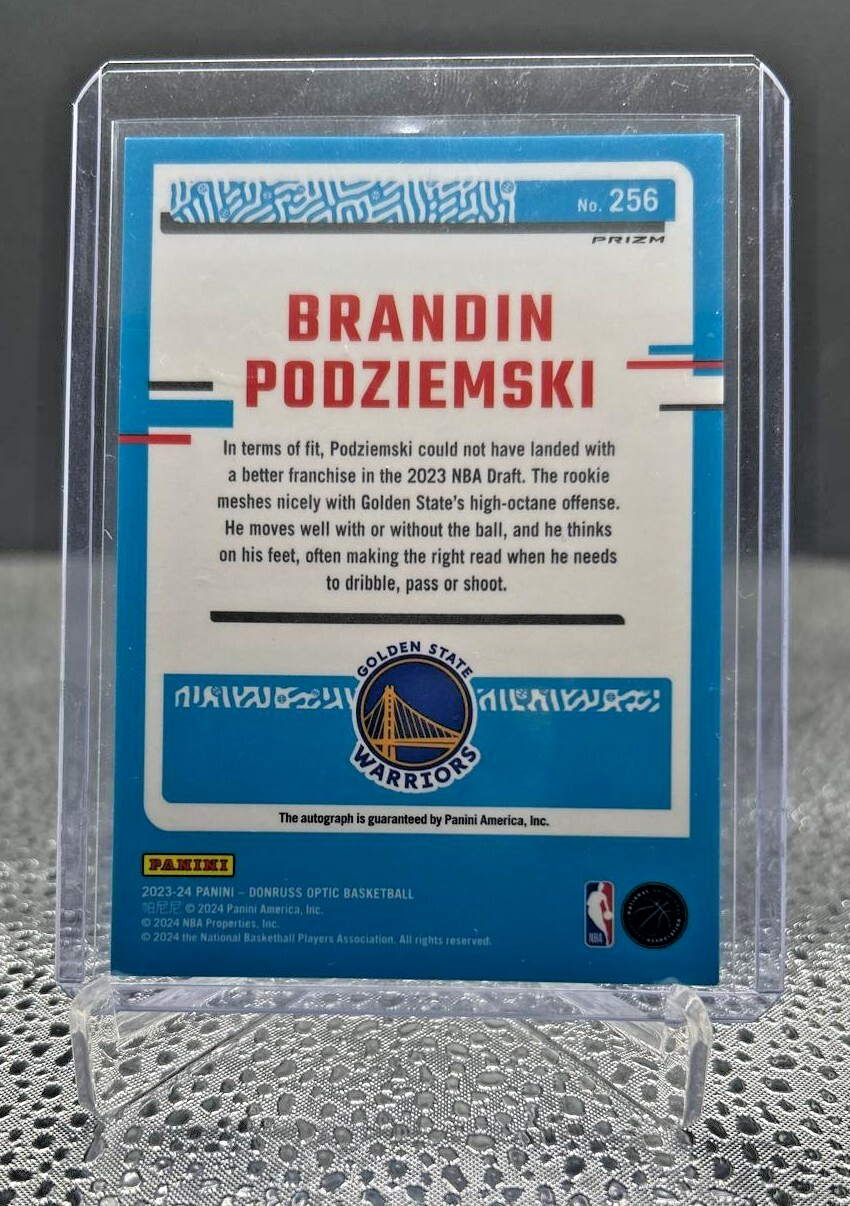 No. 256
PRIZM
BRANDIN
PODZIEMSKI
In terms of fit, Podziemski could not have landed with
a better franchise in the 2023 NBA Draft. The rookie
meshes nicely with Golden State's high-octane offense.
He moves well with or without the ball, and he thinks
on his feet, often making the right read when he needs
to dribble, pass or shoot.
GOLDEN STATE
WARRIORS
The autograph is guaranteed by Panini America, Inc.
PANINI
2023-24 PANINI – DONRUSS OPTIC BASKETBALL
帕尼尼 © 2024 Panini America, Inc.
© 2024 NBA Properties, Inc.
© 2024 the National Basketball Players Association. All rights reserved.
NBA